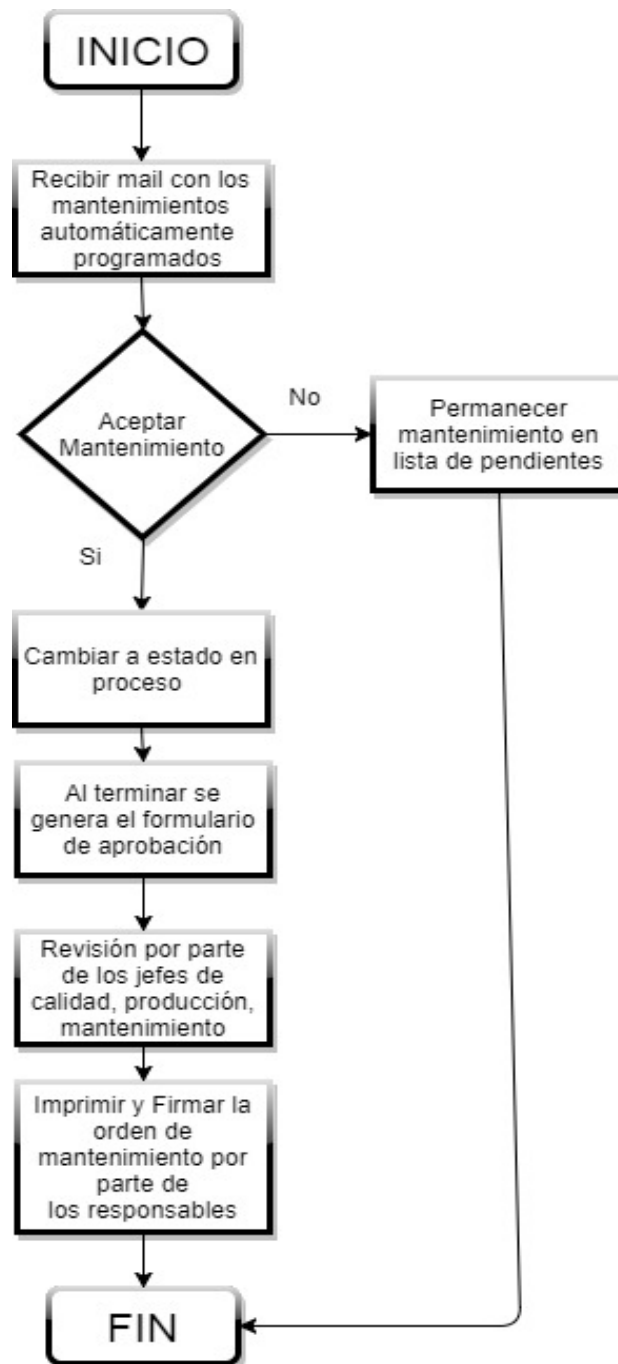 INICIO
Recibir mail con los
mantenimientos
automáticamente
programados
Aceptar
Mantenimiento
No
Permanecer
mantenimiento en
lista de pendientes
Si
Cambiar a estado en
proceso
Al terminar se
genera el formulario
de aprobación
Revisión por parte
de los jefes de
calidad, producción,
mantenimiento
Imprimir y Firmar la
orden de
mantenimiento por
parte de
los responsables
FIN